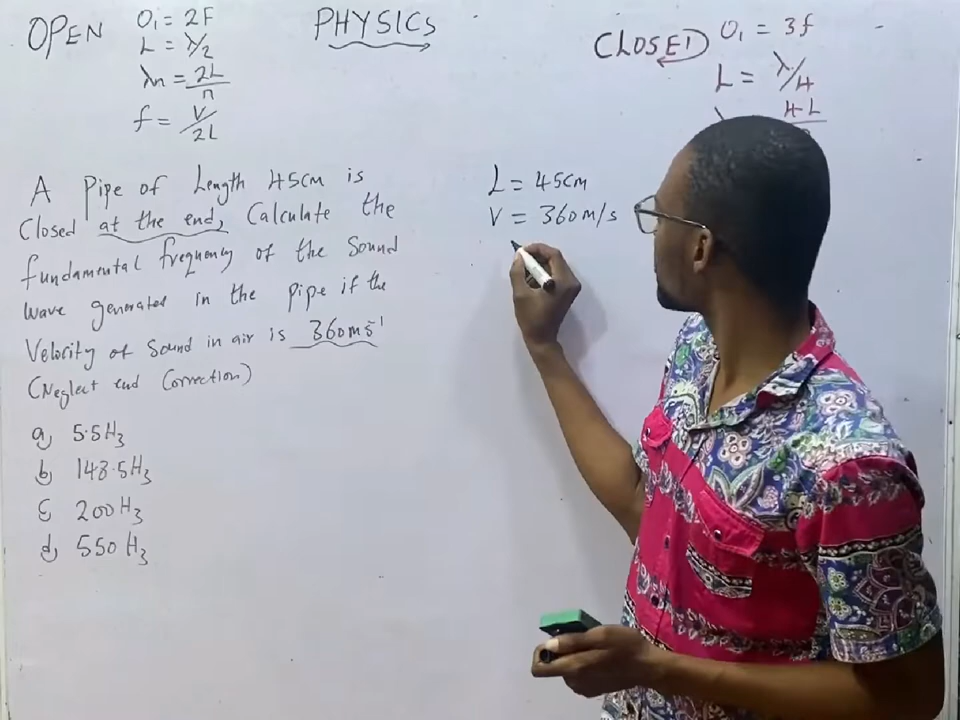 OPEN
O₁ = 2F
L = λ/2
λn = 2L/n
f = V/2L
PHYSICS
CLOSED
O₁ = 3f
L = λ/4
4L
A Pipe of Length 45cm is
Closed at the end, Calculate the
fundamental frequency of the Sound
wave generated in the pipe if the
Velocity of Sound in air is 360ms⁻¹
(Neglect end Correction)
a) 5.5Hz
b) 148.5Hz
c) 200Hz
d) 550Hz
L = 45cm
V = 360m/s